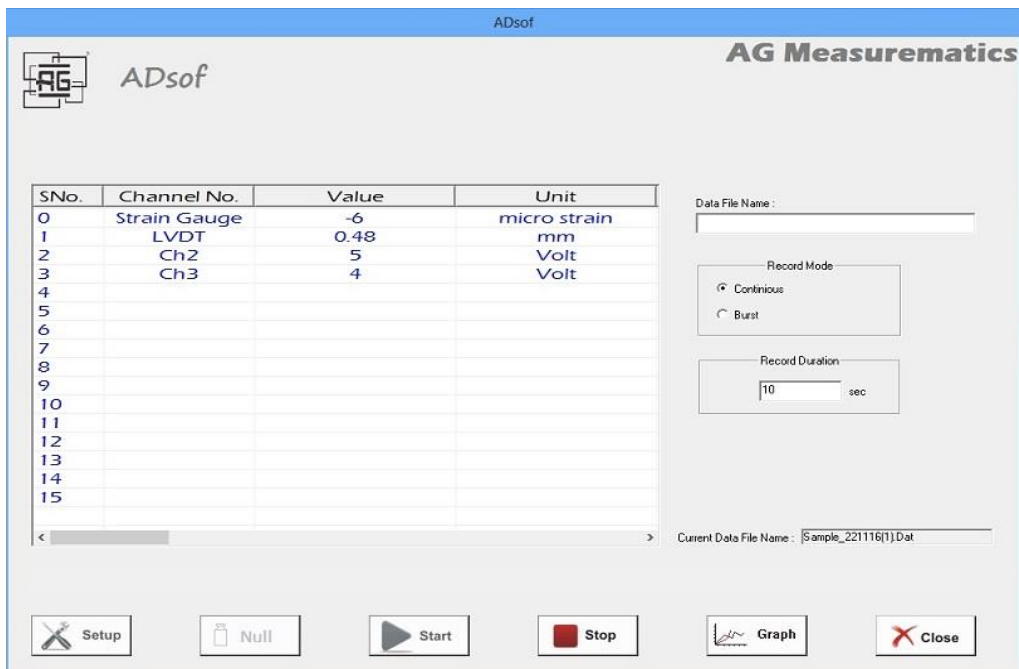 ADsof
AG
ADsof
AG Measurematics
SNo. Channel No. Value Unit
0 Strain Gauge -6 micro strain
1 LVDT 0.48 mm
2 Ch2 5 Volt
3 Ch3 4 Volt
4
5
6
7
8
9
10
11
12
13
14
15
Data File Name :
Record Mode
Continious
Burst
Record Duration
10 sec
Current Data File Name : Sample_221116(1).Dat
Setup Null Start Stop Graph Close